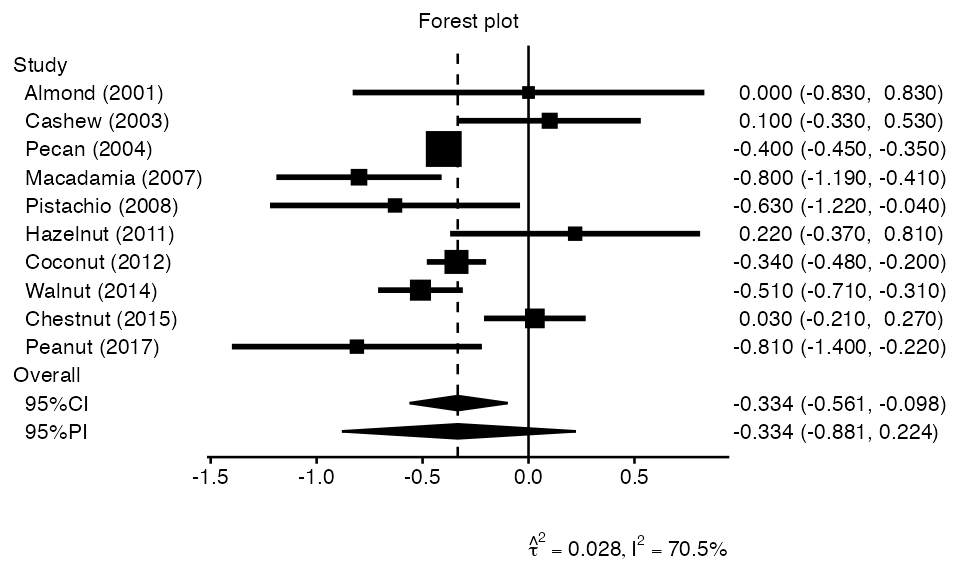 Forest plot
Study
Almond (2001) 0.000 (-0.830, 0.830)
Cashew (2003) 0.100 (-0.330, 0.530)
Pecan (2004) -0.400 (-0.450, -0.350)
Macadamia (2007) -0.800 (-1.190, -0.410)
Pistachio (2008) -0.630 (-1.220, -0.040)
Hazelnut (2011) 0.220 (-0.370, 0.810)
Coconut (2012) -0.340 (-0.480, -0.200)
Walnut (2014) -0.510 (-0.710, -0.310)
Chestnut (2015) 0.030 (-0.210, 0.270)
Peanut (2017) -0.810 (-1.400, -0.220)
Overall
95%CI -0.334 (-0.561, -0.098)
95%PI -0.334 (-0.881, 0.224)
-1.5 -1.0 -0.5 0.0 0.5
τ̂² = 0.028, I² = 70.5%